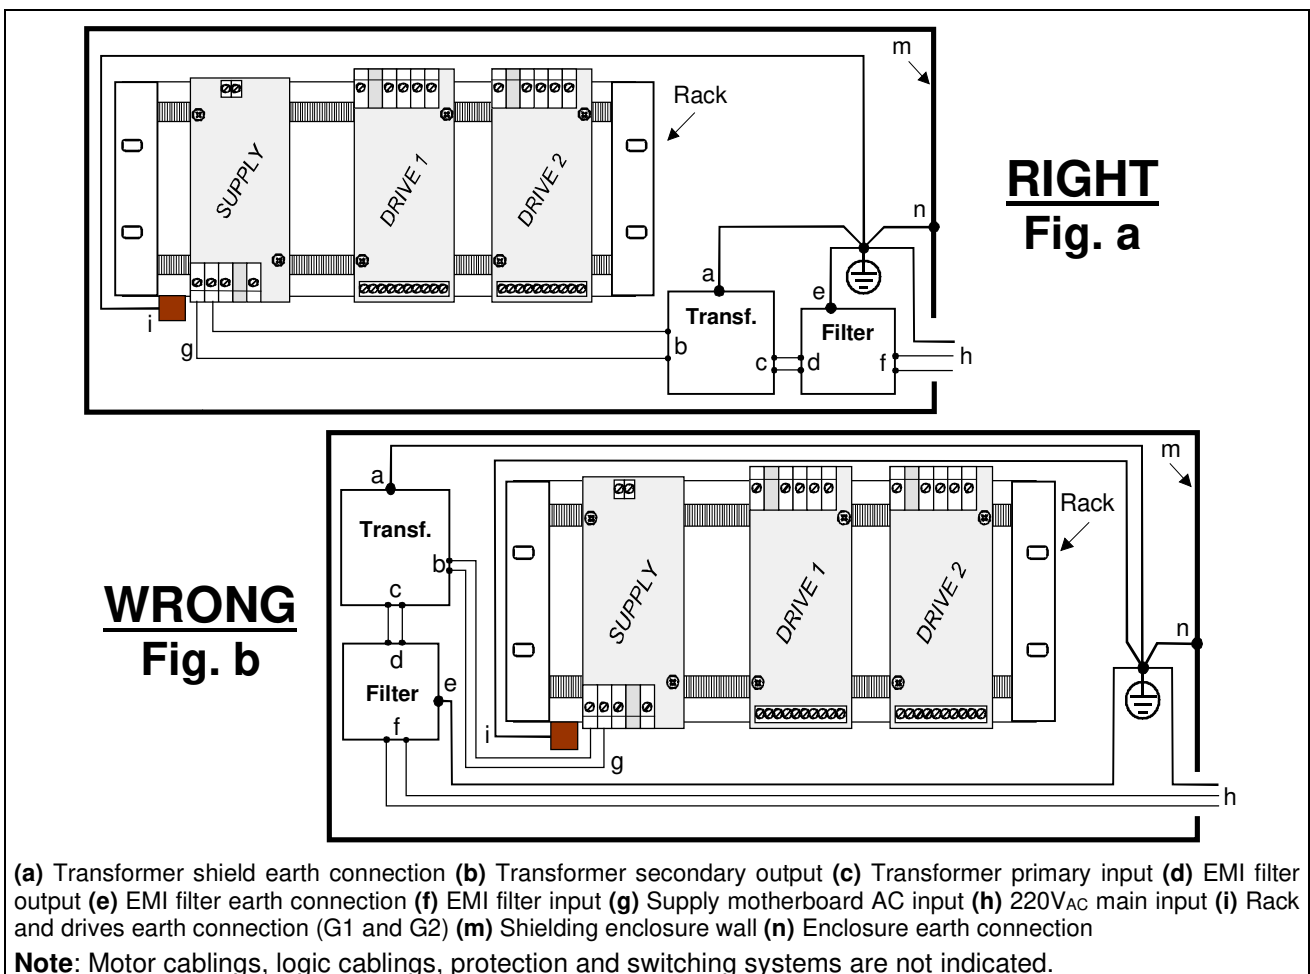 m
Rack
SUPPLY
DRIVE 1
DRIVE 2
RIGHT
Fig. a
n
a
e
Transf.
Filter
i
g
b
c
d
f
h
a
m
Transf.
Rack
b
c
SUPPLY
DRIVE 1
DRIVE 2
WRONG
Fig. b
n
d
e
Filter
f
i
g
h
(a) Transformer shield earth connection (b) Transformer secondary output (c) Transformer primary input (d) EMI filter
output (e) EMI filter earth connection (f) EMI filter input (g) Supply motherboard AC input (h) 220VAC main input (i) Rack
and drives earth connection (G1 and G2) (m) Shielding enclosure wall (n) Enclosure earth connection
Note: Motor cablings, logic cablings, protection and switching systems are not indicated.